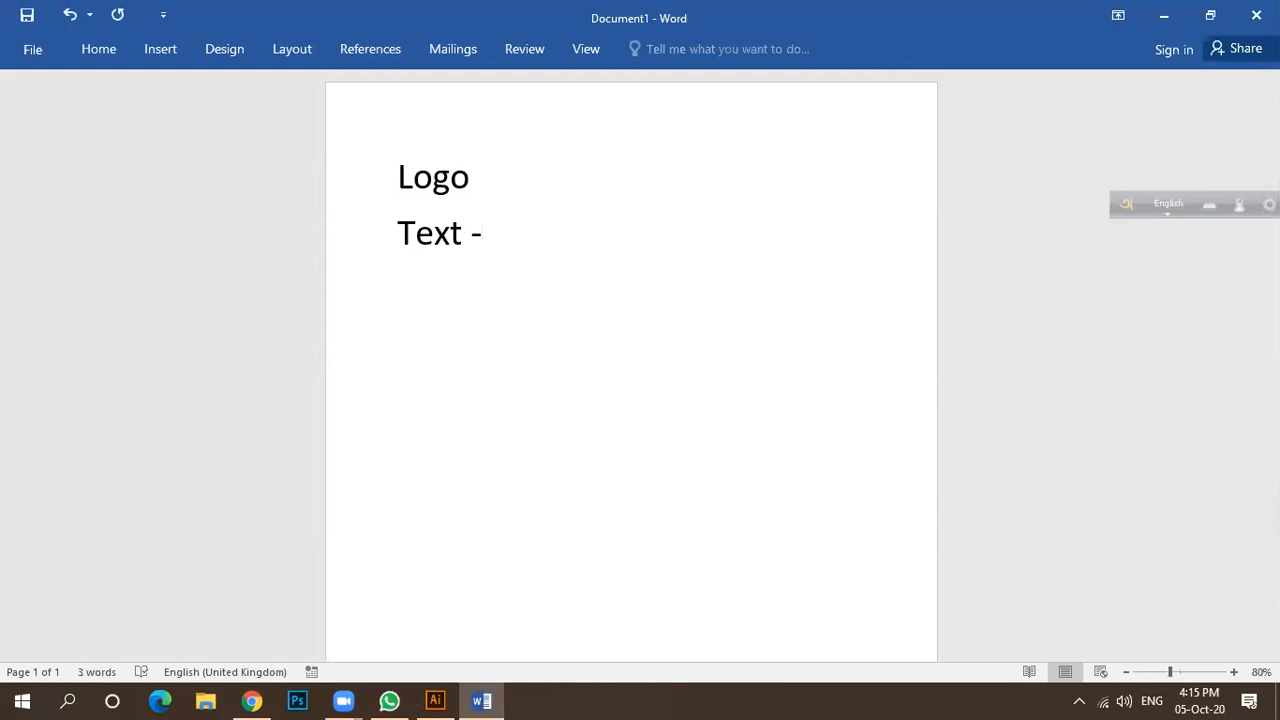 Document1 - Word
File Home Insert Design Layout References Mailings Review View Tell me what you want to do... Sign in Share
Logo
অ English
Text -
Page 1 of 1 3 words English (United Kingdom) 80%
Ps Ai W ENG 4:15 PM
05-Oct-20